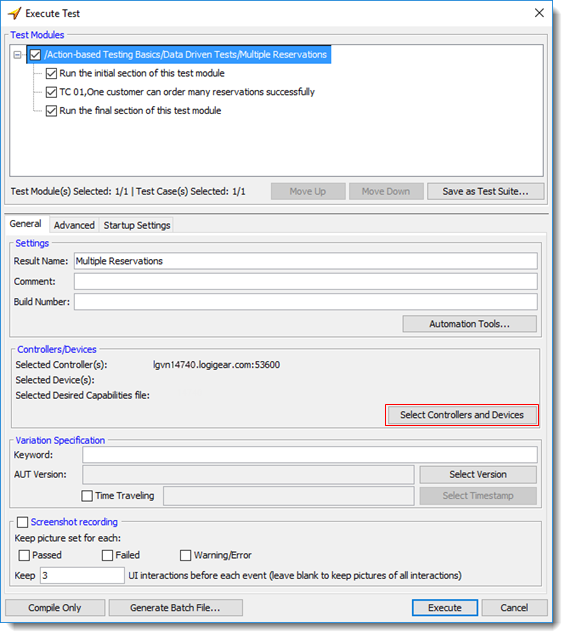 Execute Test
Test Modules
/Action-based Testing Basics/Data Driven Tests/Multiple Reservations
Run the initial section of this test module
TC 01,One customer can order many reservations successfully
Run the final section of this test module
Test Module(s) Selected: 1/1 | Test Case(s) Selected: 1/1 Move Up Move Down Save as Test Suite...
General Advanced Startup Settings
Settings
Result Name: Multiple Reservations
Comment:
Build Number:
Automation Tools...
Controllers/Devices
Selected Controller(s): lgvn14740.logigear.com:53600
Selected Device(s):
Selected Desired Capabilities file:
Select Controllers and Devices
Variation Specification
Keyword:
AUT Version: Select Version
Time Traveling Select Timestamp
Screenshot recording
Keep picture set for each:
Passed Failed Warning/Error
Keep 3 UI interactions before each event (leave blank to keep pictures of all interactions)
Compile Only Generate Batch File... Execute Cancel